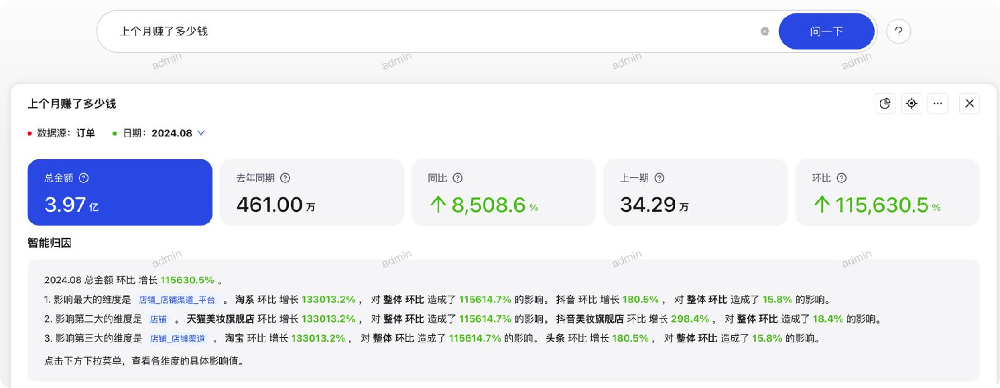 上个月赚了多少钱
问一下
?
admin admin admin admin
上个月赚了多少钱
数据源：订单 日期：2024.08
总金额 ? 去年同期 ? 同比 ? 上一期 ? 环比 ?
3.97 亿 461.00 万 ↑ 8,508.6 % 34.29 万 ↑ 115,630.5 %
智能归因
admin admin admin admin
2024.08 总金额 环比 增长 115630.5% 。
1. 影响最大的维度是 店铺_店铺渠道_平台 。 淘系 环比 增长 133013.2% ， 对 整体 环比 造成了 115614.7% 的影响。 抖音 环比 增长 180.5% ， 对 整体 环比 造成了 15.8% 的影响。
2. 影响第二大的维度是 店铺 。 天猫美妆旗舰店 环比 增长 133013.2% ， 对 整体 环比 造成了 115614.7% 的影响。 抖音美妆旗舰店 环比 增长 298.4% ， 对 整体 环比 造成了 18.4% 的影响。
3. 影响第三大的维度是 店铺_店铺渠道 。 淘宝 环比 增长 133013.2% ， 对 整体 环比 造成了 115614.7% 的影响。 头条 环比 增长 180.5% ， 对 整体 环比 造成了 15.8% 的影响。
点击下方下拉菜单，查看各维度的具体影响值。